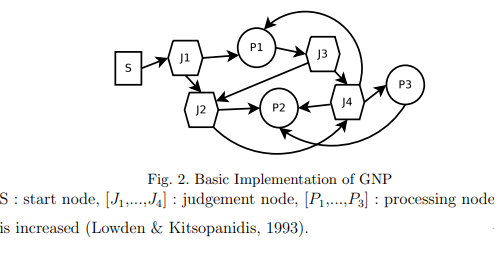 S
J1
P1
J3
P3
J2
P2
J4
Fig. 2. Basic Implementation of GNP
S : start node, [J₁,...,J₄] : judgement node, [P₁,...,P₃] : processing node
is increased (Lowden & Kitsopanidis, 1993).